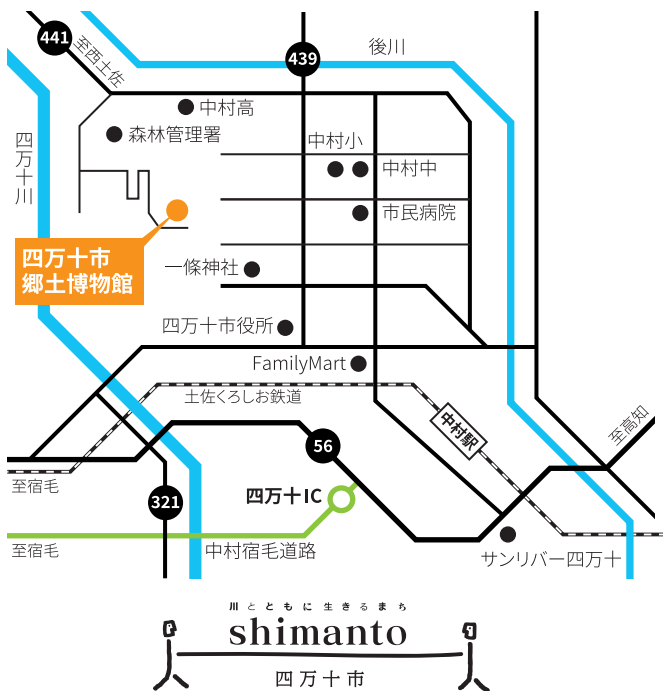 441
至西土佐
439
後川
中村高
森林管理署
四万十川
中村小
中村中
市民病院
四万十市
郷土博物館
一條神社
四万十市役所
FamilyMart
土佐くろしお鉄道
中村駅
至高知
56
至宿毛
321
四万十IC
至宿毛
中村宿毛道路
サンリバー四万十
川とともに生きるまち
shimanto
四万十市